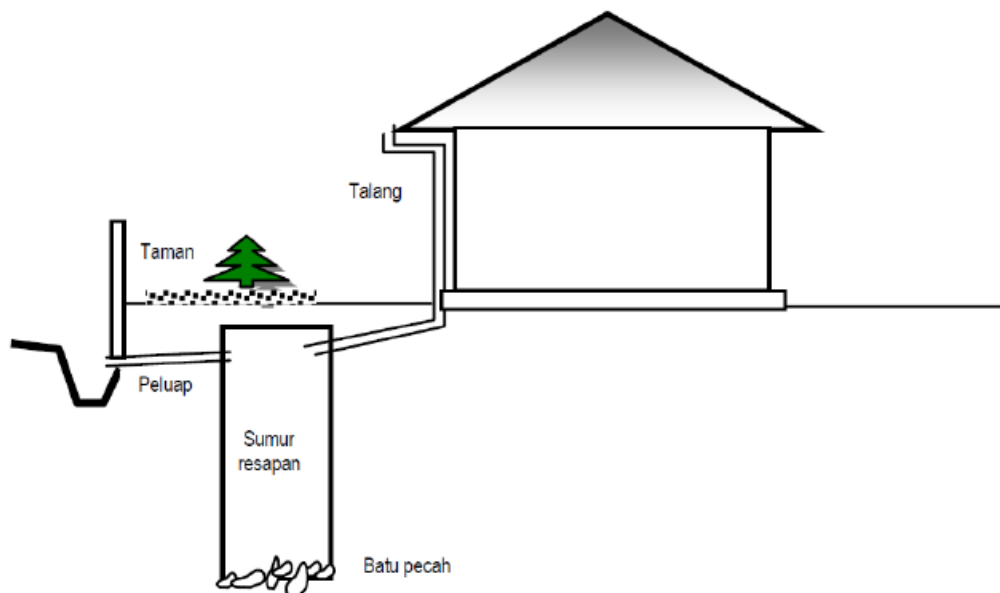 Talang
Taman
Peluap
Sumur
resapan
Batu pecah